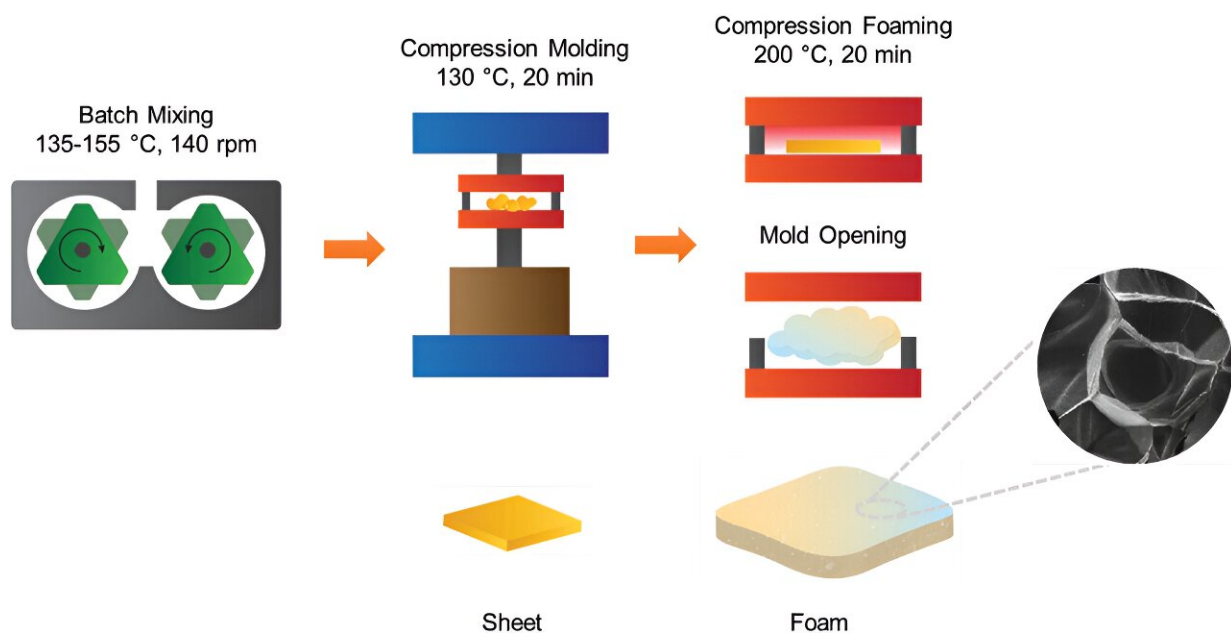 Batch Mixing
135-155 °C, 140 rpm
Compression Molding
130 °C, 20 min
Compression Foaming
200 °C, 20 min
Mold Opening
Sheet
Foam